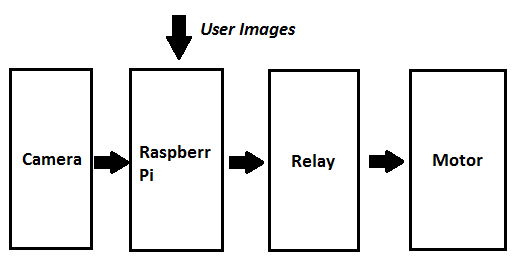 User Images
Camera
Raspberr
Pi
Relay
Motor